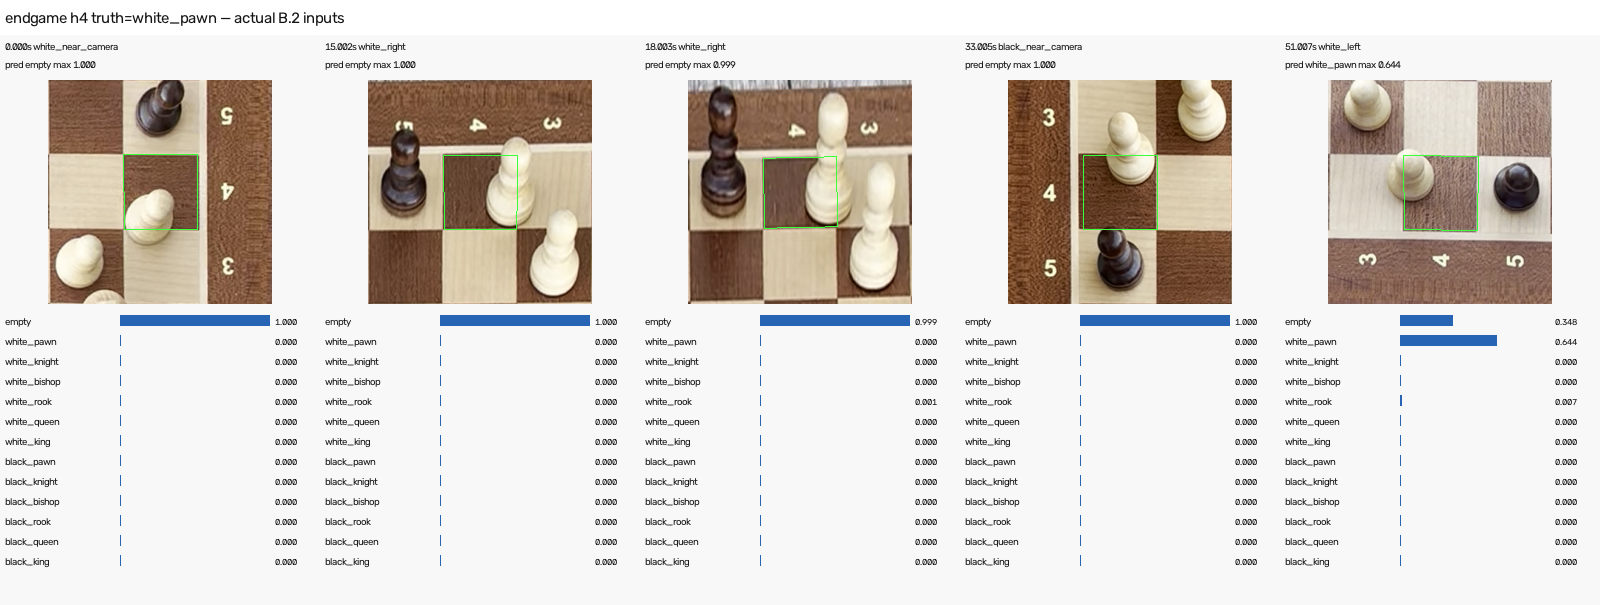 endgame h4 truth=white_pawn — actual B.2 inputs
0.000s white_near_camera
pred empty max 1.000
5
4
3
empty 1.000
white_pawn 0.000
white_knight 0.000
white_bishop 0.000
white_rook 0.000
white_queen 0.000
white_king 0.000
black_pawn 0.000
black_knight 0.000
black_bishop 0.000
black_rook 0.000
black_queen 0.000
black_king 0.000
15.002s white_right
pred empty max 1.000
5 4 3
empty 1.000
white_pawn 0.000
white_knight 0.000
white_bishop 0.000
white_rook 0.000
white_queen 0.000
white_king 0.000
black_pawn 0.000
black_knight 0.000
black_bishop 0.000
black_rook 0.000
black_queen 0.000
black_king 0.000
18.003s white_right
pred empty max 0.999
4 3
empty 0.999
white_pawn 0.000
white_knight 0.000
white_bishop 0.000
white_rook 0.001
white_queen 0.000
white_king 0.000
black_pawn 0.000
black_knight 0.000
black_bishop 0.000
black_rook 0.000
black_queen 0.000
black_king 0.000
33.005s black_near_camera
pred empty max 1.000
3
4
5
empty 1.000
white_pawn 0.000
white_knight 0.000
white_bishop 0.000
white_rook 0.000
white_queen 0.000
white_king 0.000
black_pawn 0.000
black_knight 0.000
black_bishop 0.000
black_rook 0.000
black_queen 0.000
black_king 0.000
51.007s white_left
pred white_pawn max 0.644
3 4 5
empty 0.348
white_pawn 0.644
white_knight 0.000
white_bishop 0.000
white_rook 0.007
white_queen 0.000
white_king 0.000
black_pawn 0.000
black_knight 0.000
black_bishop 0.000
black_rook 0.000
black_queen 0.000
black_king 0.000